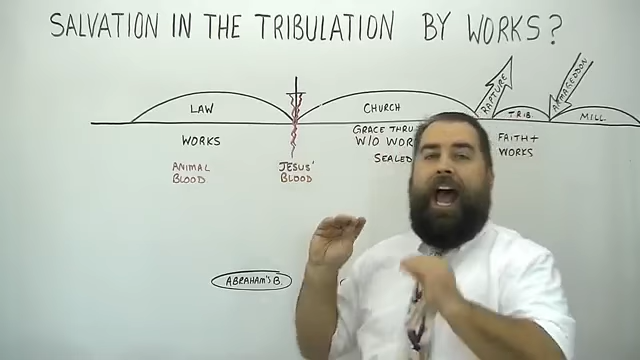 SALVATION IN THE TRIBULATION BY WORKS?
RAPTURE
ARMAGEDDON
LAW
CHURCH
TRIB.
MILL.
WORKS
GRACE THRU
W/O WOR
SEALED
FAITH+
WORKS
ANIMAL
BLOOD
JESUS'
BLOOD
ABRAHAM'S B.